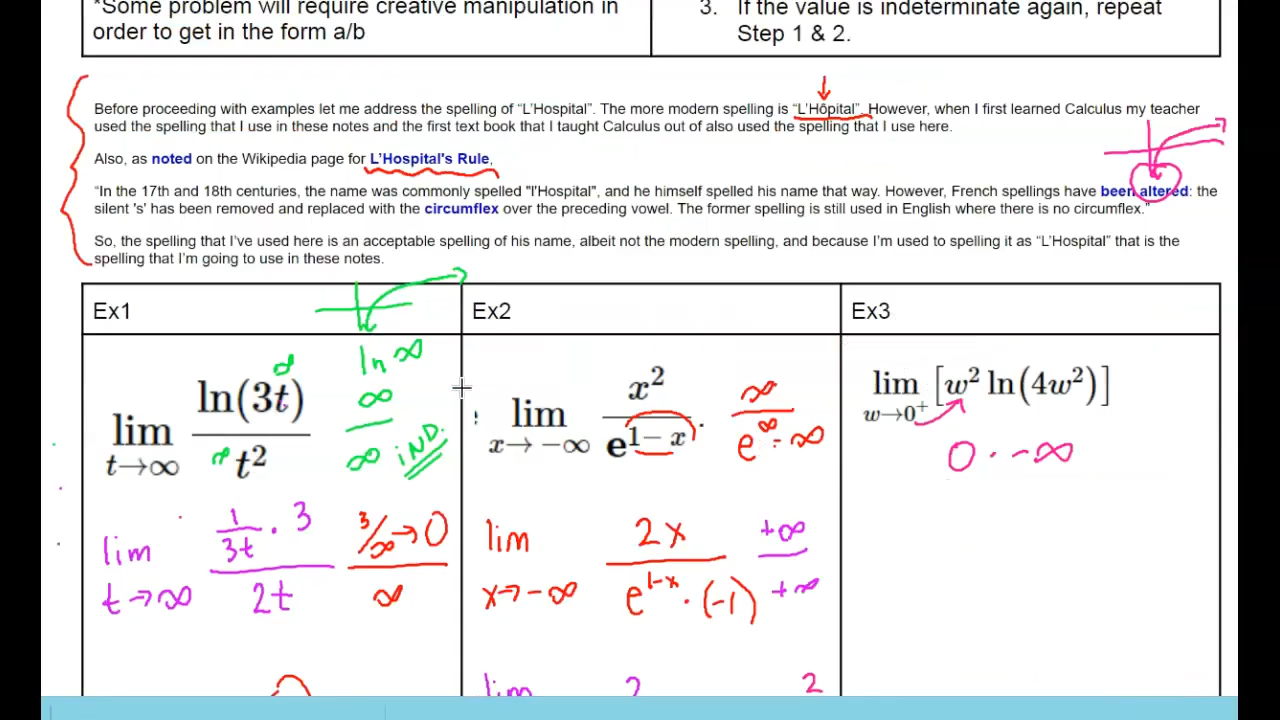 *Some problem will require creative manipulation in
order to get in the form a/b
3. If the value is indeterminate again, repeat
Step 1 & 2.
Before proceeding with examples let me address the spelling of “L’Hospital”. The more modern spelling is “L’Hôpital”. However, when I first learned Calculus my teacher
used the spelling that I use in these notes and the first text book that I taught Calculus out of also used the spelling that I use here.
Also, as noted on the Wikipedia page for L’Hospital's Rule,
“In the 17th and 18th centuries, the name was commonly spelled "l'Hospital", and he himself spelled his name that way. However, French spellings have been altered: the
silent 's' has been removed and replaced with the circumflex over the preceding vowel. The former spelling is still used in English where there is no circumflex.”
So, the spelling that I’ve used here is an acceptable spelling of his name, albeit not the modern spelling, and because I’m used to spelling it as “L’Hospital” that is the
spelling that I’m going to use in these notes.
Ex1
lim t→∞ ln(3t) / t²
∞
∞
ln ∞
∞ / ∞ IND.
lim t→∞ (1/3t · 3) / 2t
3/∞ → 0 / ∞
Ex2
lim x→−∞ x² / e^(1−x) .
∞ / e^∞ = ∞
lim x→−∞ 2x / e^(1−x) · (−1)
+∞ / +∞
lim 2
2
Ex3
lim w→0⁺ [w² ln(4w²)]
0 · −∞